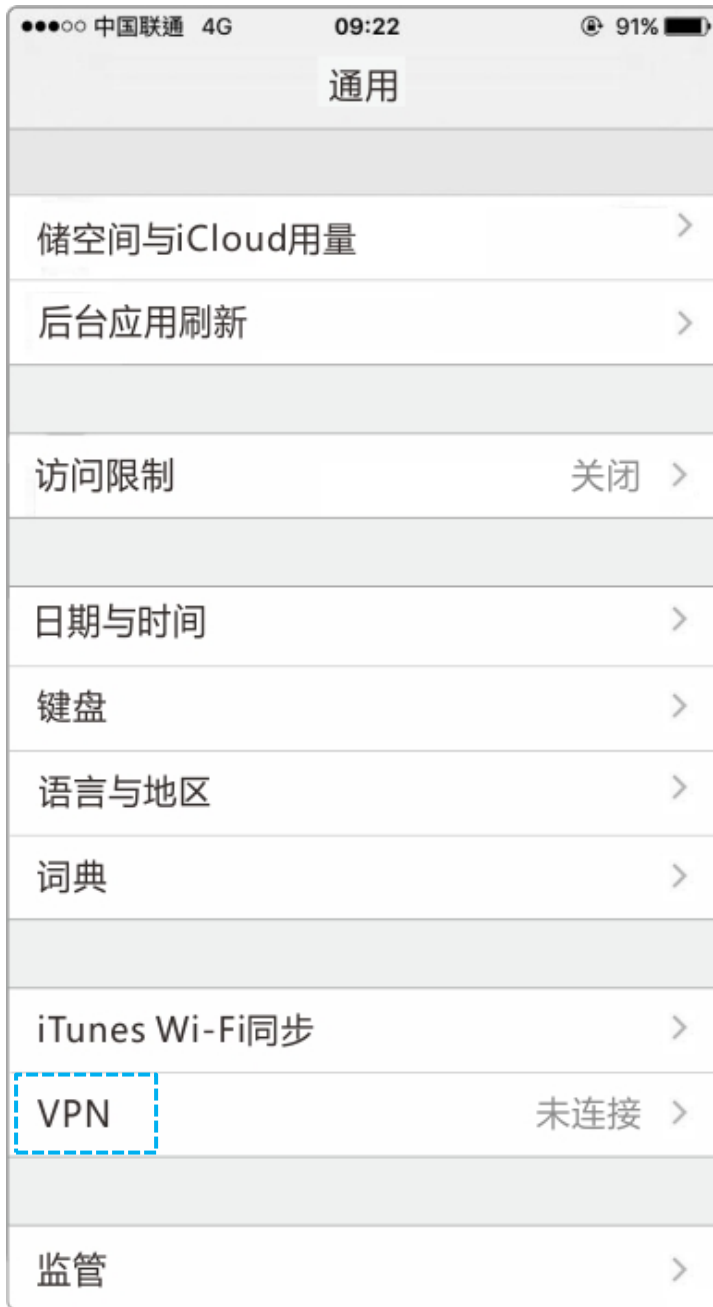 中国联通 4G 09:22 91%
通用
储空间与iCloud用量
后台应用刷新
访问限制 关闭
日期与时间
键盘
语言与地区
词典
iTunes Wi-Fi同步
VPN 未连接
监管